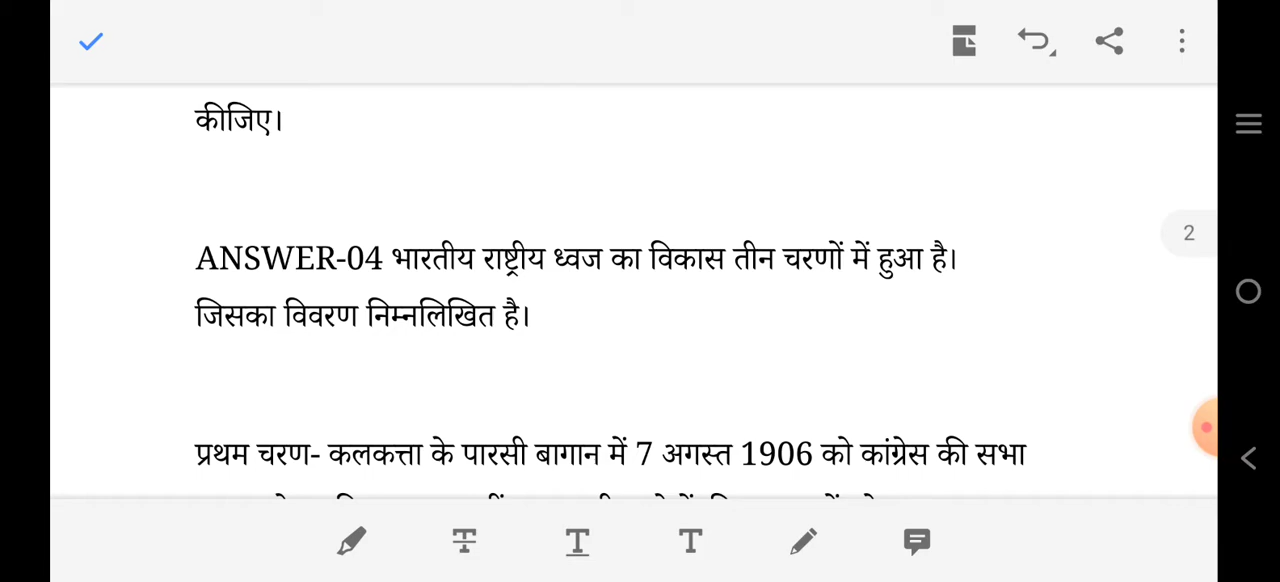 कीजिए।
ANSWER-04 भारतीय राष्ट्रीय ध्वज का विकास तीन चरणों में हुआ है।
2
जिसका विवरण निम्नलिखित है।
प्रथम चरण- कलकत्ता के पारसी बागान में 7 अगस्त 1906 को कांग्रेस की सभा